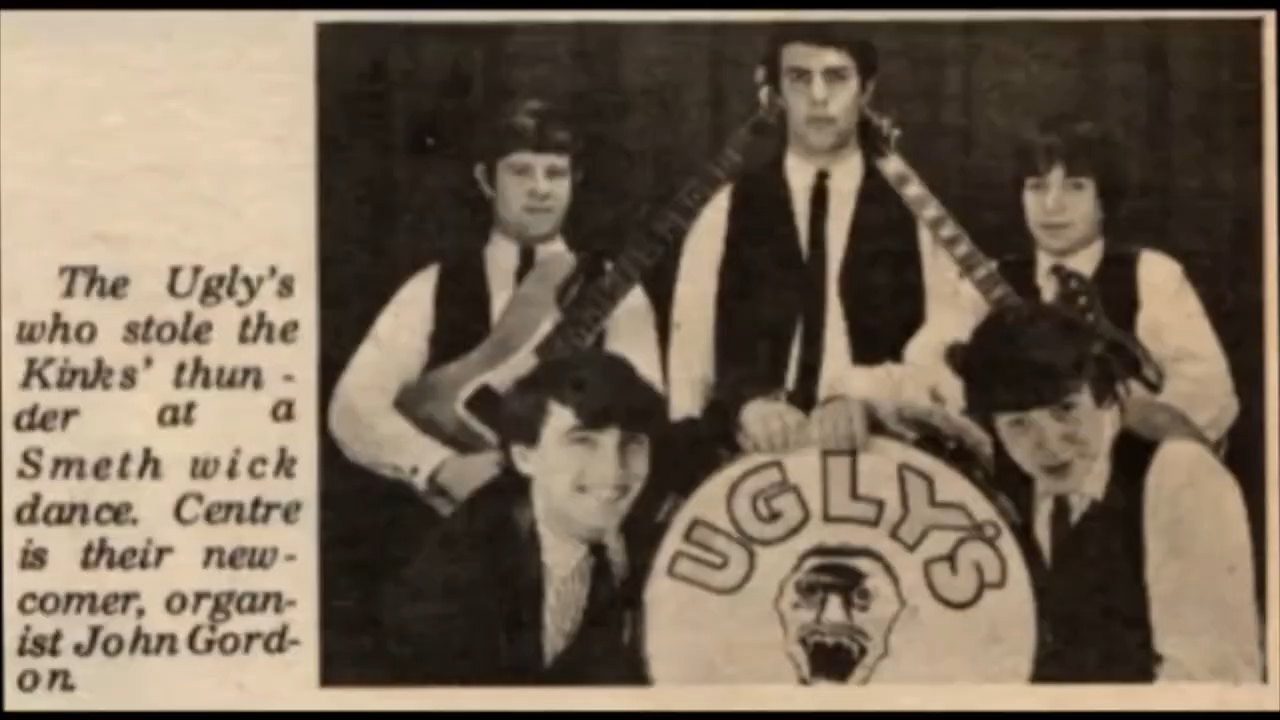 The Ugly's
who stole the
Kinks' thun -
der at a
Smeth wick
dance. Centre
is their new-
comer, organ-
ist John Gord-
on.
UGLY'S